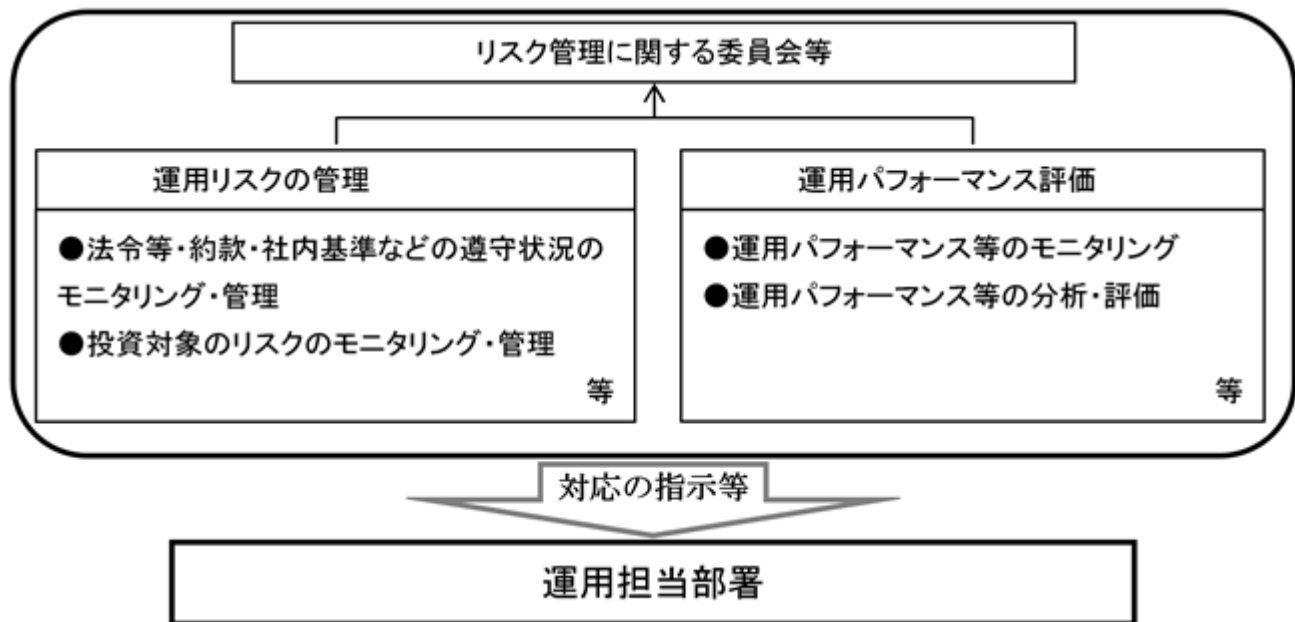 リスク管理に関する委員会等
運用リスクの管理
●法令等・約款・社内基準などの遵守状況の
モニタリング・管理
●投資対象のリスクのモニタリング・管理
等
運用パフォーマンス評価
●運用パフォーマンス等のモニタリング
●運用パフォーマンス等の分析・評価
等
対応の指示等
運用担当部署